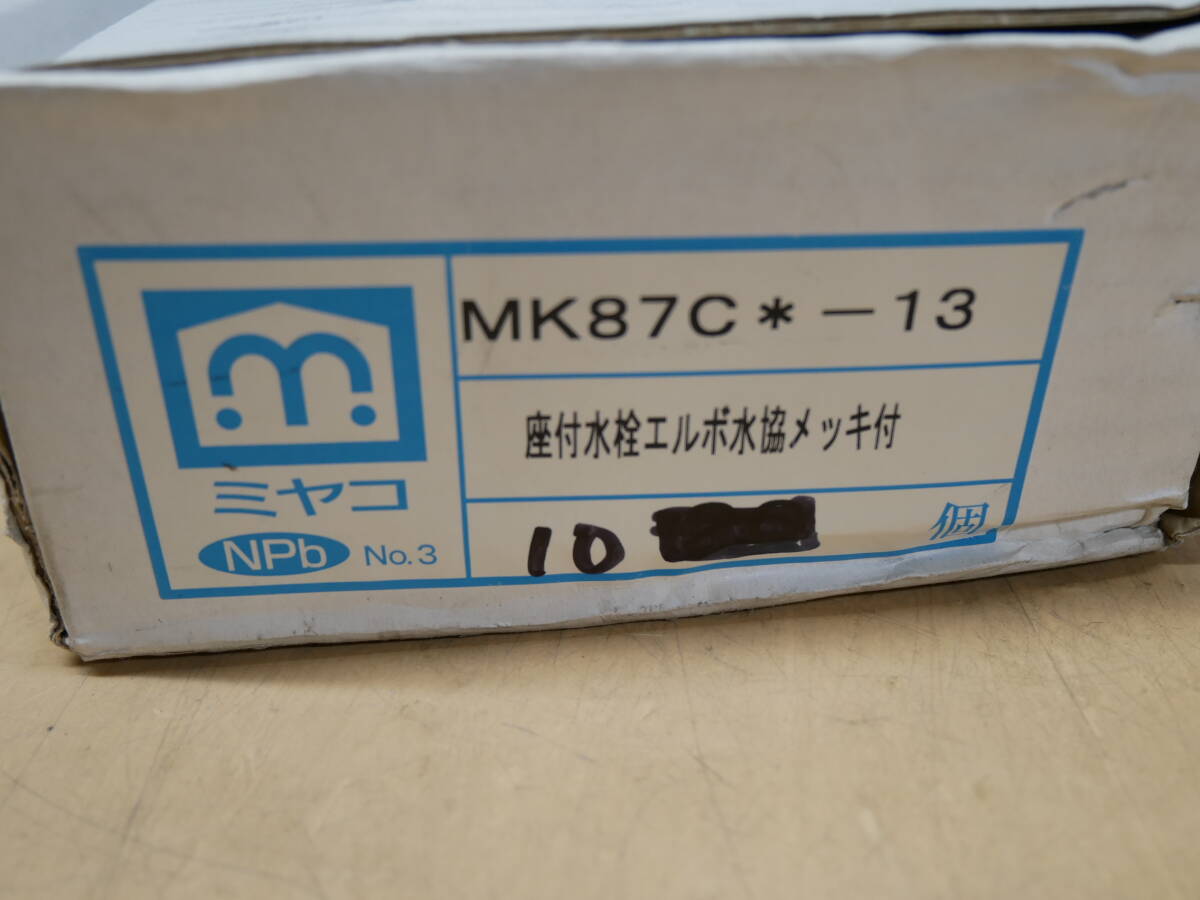 m
ミヤコ
NPb No.3
MK87C*-13
座付水栓エルボ水協メッキ付
10 個